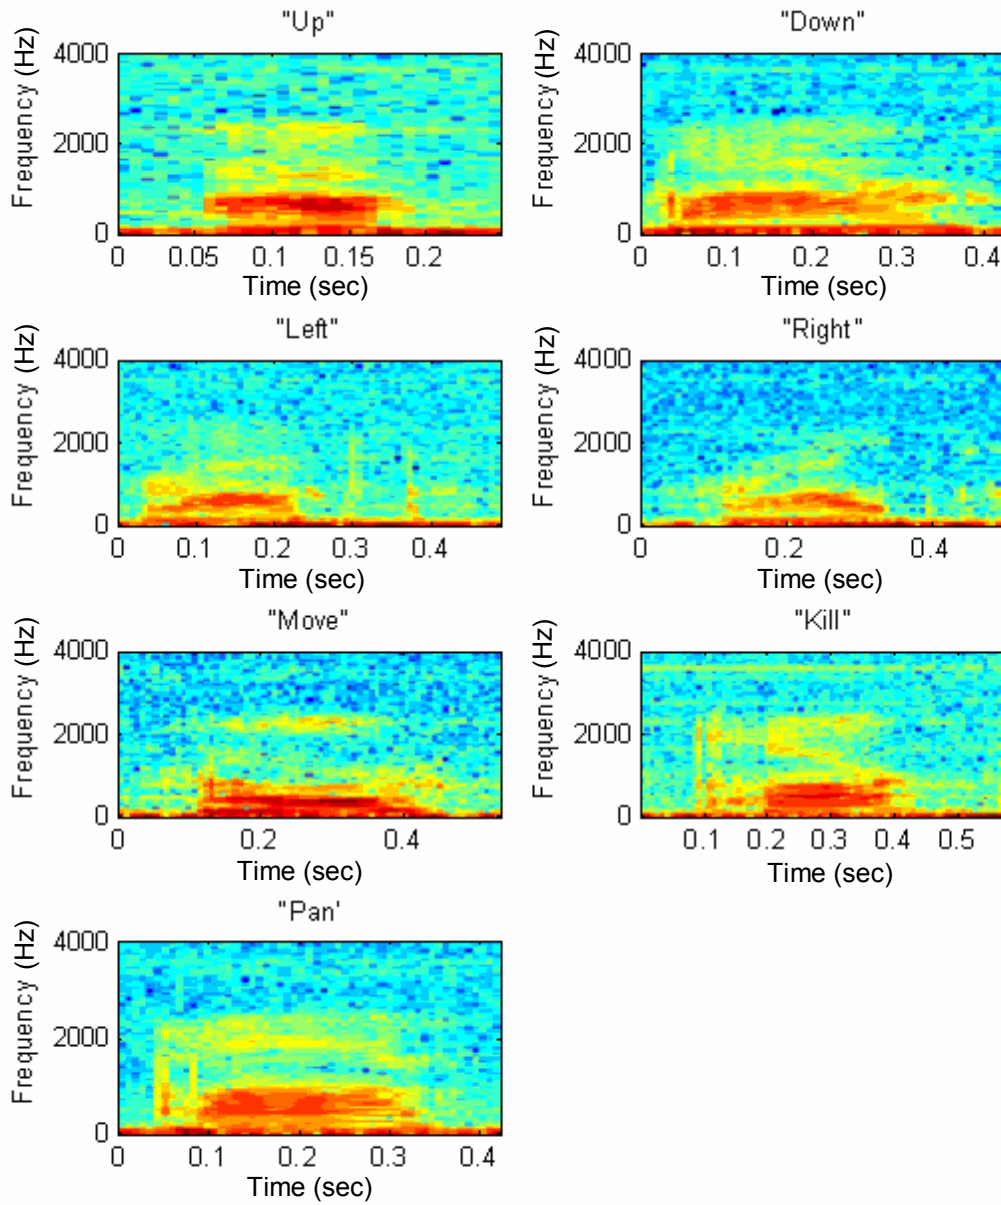 "Up"
Frequency (Hz)
4000
2000
0
0 0.05 0.1 0.15 0.2
Time (sec)
"Down"
Frequency (Hz)
4000
2000
0
0 0.1 0.2 0.3 0.4
Time (sec)
"Left"
Frequency (Hz)
4000
2000
0
0 0.1 0.2 0.3 0.4
Time (sec)
"Right"
Frequency (Hz)
4000
2000
0
0 0.2 0.4
Time (sec)
"Move"
Frequency (Hz)
4000
2000
0
0 0.2 0.4
Time (sec)
"Kill"
Frequency (Hz)
4000
2000
0
0.1 0.2 0.3 0.4 0.5
Time (sec)
"Pan'
Frequency (Hz)
4000
2000
0
0 0.1 0.2 0.3 0.4
Time (sec)